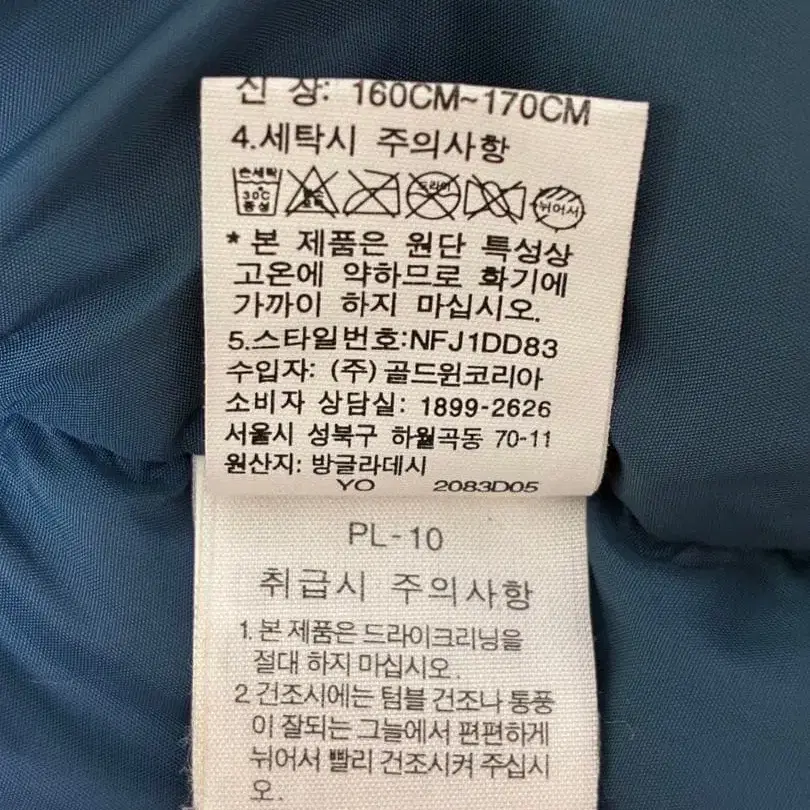 신 장: 160CM~170CM
4.세탁시 주의사항
손세탁 30℃ 중성 염소 표백 드라이 뉘어서
* 본 제품은 원단 특성상
고온에 약하므로 화기에
가까이 하지 마십시오.
5.스타일번호:NFJ1DD83
수입자: (주)골드윈코리아
소비자 상담실: 1899-2626
서울시 성북구 하월곡동 70-11
원산지: 방글라데시
YO 2083D05
PL-10
취급시 주의사항
1. 본 제품은 드라이크리닝을
절대 하지 마십시오.
2. 건조시에는 텀블 건조나 통풍
이 잘되는 그늘에서 편편하게
뉘어서 빨리 건조시켜 주십시
오.